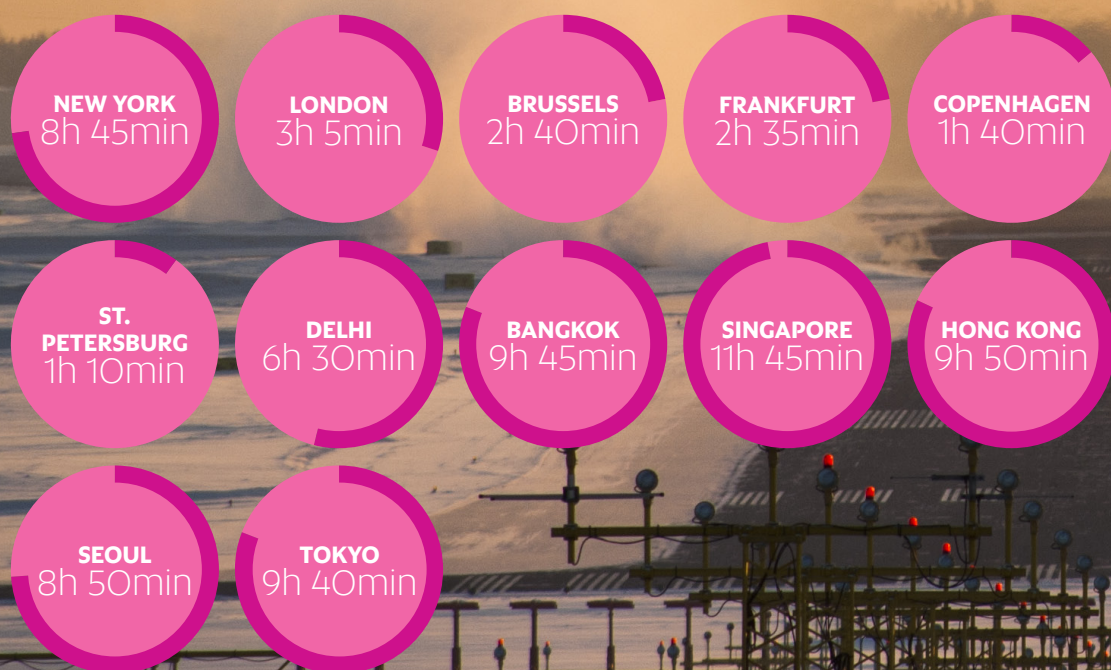 NEW YORK
8h 45min
LONDON
3h 5min
BRUSSELS
2h 40min
FRANKFURT
2h 35min
COPENHAGEN
1h 40min
ST.
PETERSBURG
1h 10min
DELHI
6h 30min
BANGKOK
9h 45min
SINGAPORE
11h 45min
HONG KONG
9h 50min
SEOUL
8h 50min
TOKYO
9h 40min